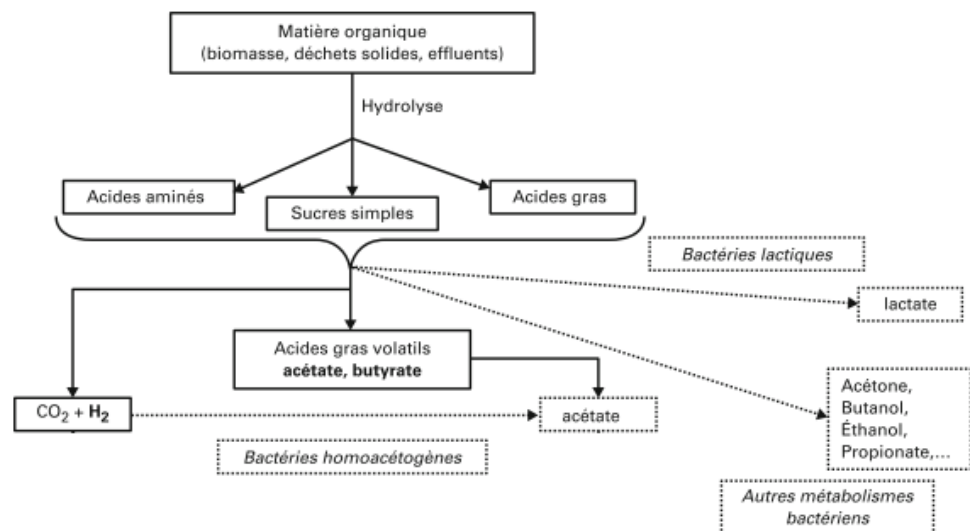 Matière organique
(biomasse, déchets solides, effluents)
Hydrolyse
Acides aminés
Sucres simples
Acides gras
Bactéries lactiques
lactate
Acides gras volatils
acétate, butyrate
CO₂ + H₂
acétate
Acétone,
Butanol,
Éthanol,
Propionate,...
Bactéries homoacétogènes
Autres métabolismes
bactériens